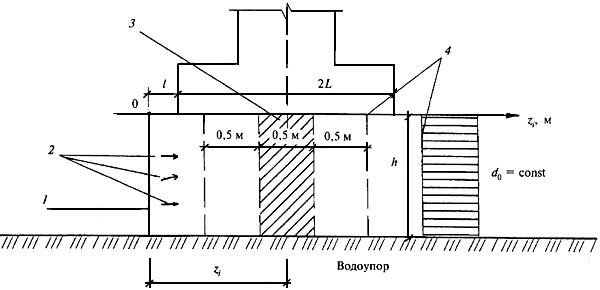 3
4
l
2L
0
z_i, м
0,5 м
0,5 м
0,5 м
2
h
d_0 = const
1
z_i
Водоупор